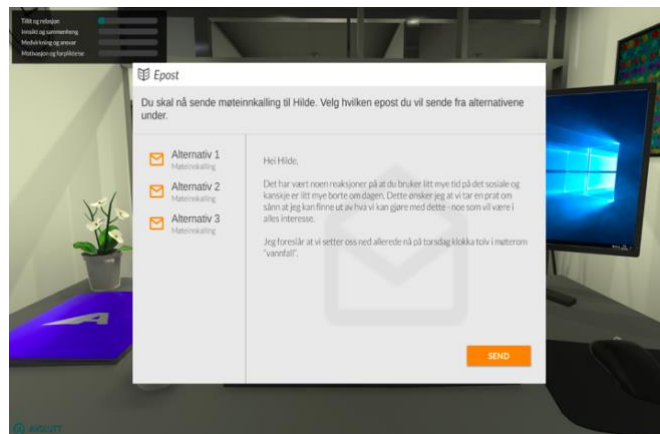 Tillit og relasjon
Innsikt og sammenheng
Medvirkning og ansvar
Motivasjon og forpliktelse
Epost
Du skal nå sende møteinnkalling til Hilde. Velg hvilken epost du vil sende fra alternativene
under.
Alternativ 1
Møteinnkalling
Alternativ 2
Møteinnkalling
Alternativ 3
Møteinnkalling
Hei Hilde,
Det har vært noen reaksjoner på at du bruker litt mye tid på det sosiale og
kanskje er litt mye borte om dagen. Dette ønsker jeg at vi tar en prat om
sånn at jeg kan finne ut av hva vi kan gjøre med dette - noe som vil være i
alles interesse.
Jeg foreslår at vi setter oss ned allerede nå på torsdag klokka tolv i møterom
"vannfall".
SEND
AVSLUTT